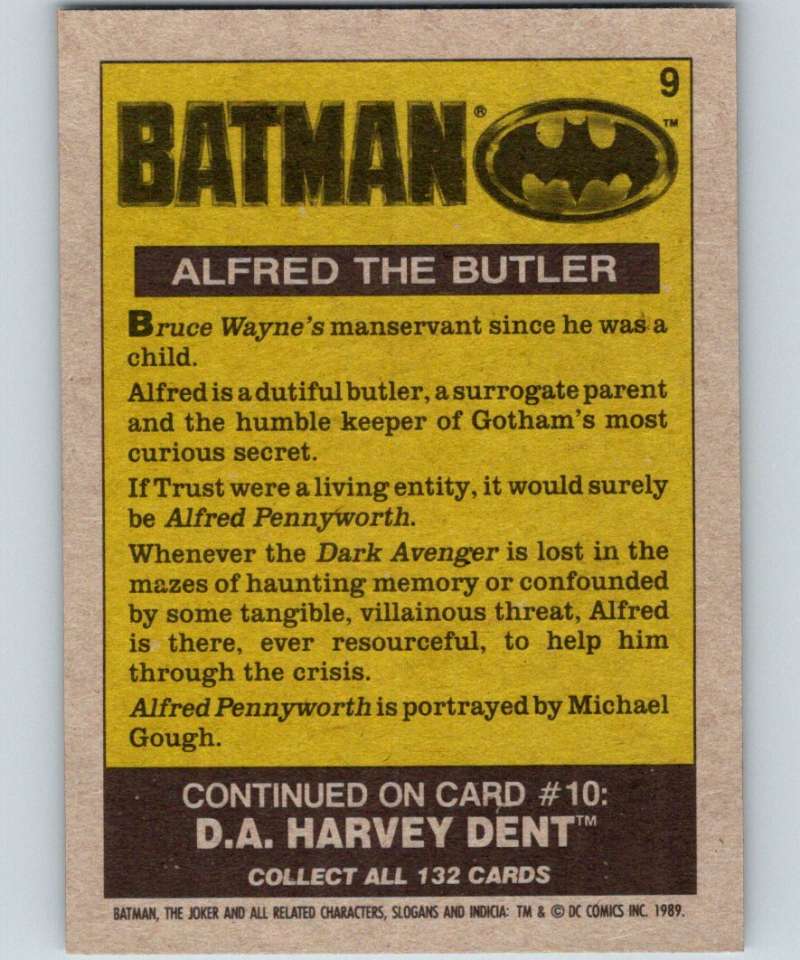 9
BATMAN® ™
ALFRED THE BUTLER
Bruce Wayne's manservant since he was a
child.
Alfred is a dutiful butler, a surrogate parent
and the humble keeper of Gotham's most
curious secret.
If Trust were a living entity, it would surely
be Alfred Pennyworth.
Whenever the Dark Avenger is lost in the
mazes of haunting memory or confounded
by some tangible, villainous threat, Alfred
is there, ever resourceful, to help him
through the crisis.
Alfred Pennyworth is portrayed by Michael
Gough.
CONTINUED ON CARD #10:
D.A. HARVEY DENT™
COLLECT ALL 132 CARDS
BATMAN, THE JOKER AND ALL RELATED CHARACTERS, SLOGANS AND INDICIA: TM & © DC COMICS INC. 1989.